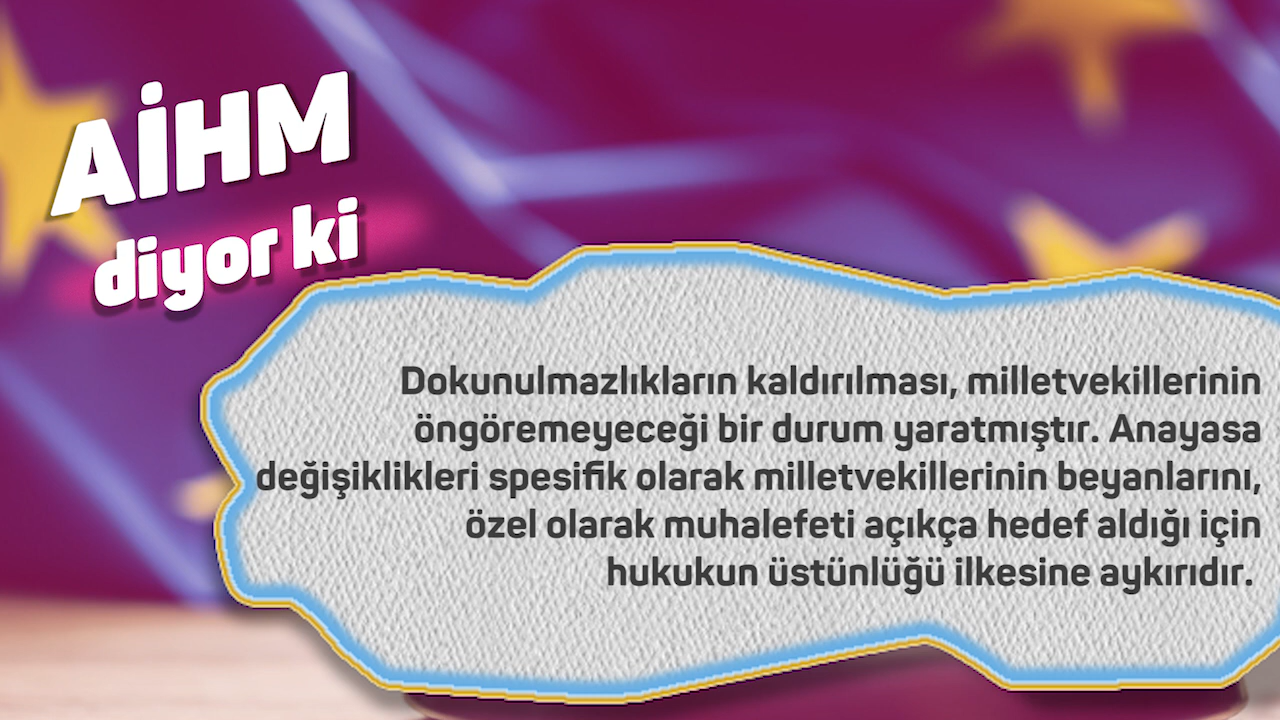 AİHM
diyor ki
Dokunulmazlıkların kaldırılması, milletvekillerinin
öngöremeyeceği bir durum yaratmıştır. Anayasa
değişiklikleri spesifik olarak milletvekillerinin beyanlarını,
özel olarak muhalefeti açıkça hedef aldığı için
hukukun üstünlüğü ilkesine aykırıdır.